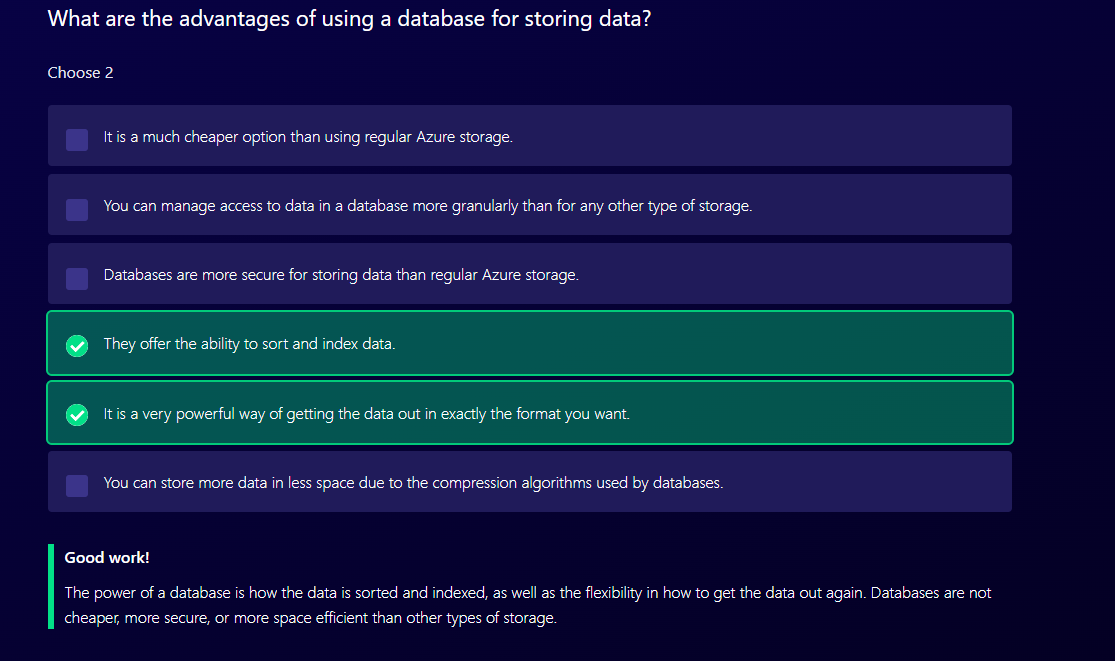 What are the advantages of using a database for storing data?
Choose 2
It is a much cheaper option than using regular Azure storage.
You can manage access to data in a database more granularly than for any other type of storage.
Databases are more secure for storing data than regular Azure storage.
They offer the ability to sort and index data.
It is a very powerful way of getting the data out in exactly the format you want.
You can store more data in less space due to the compression algorithms used by databases.
Good work!
The power of a database is how the data is sorted and indexed, as well as the flexibility in how to get the data out again. Databases are not
cheaper, more secure, or more space efficient than other types of storage.